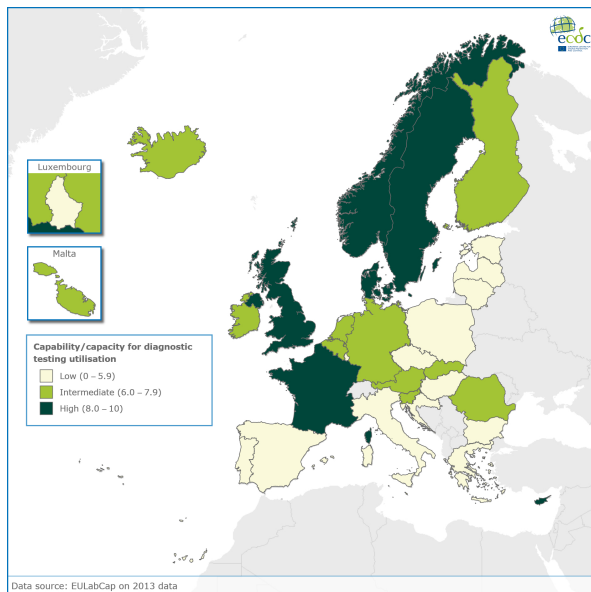 ecdc
Luxembourg
Malta
Capability/capacity for diagnostic
testing utilisation
Low (0 – 5.9)
Intermediate (6.0 – 7.9)
High (8.0 – 10)
Data source: EULabCap on 2013 data